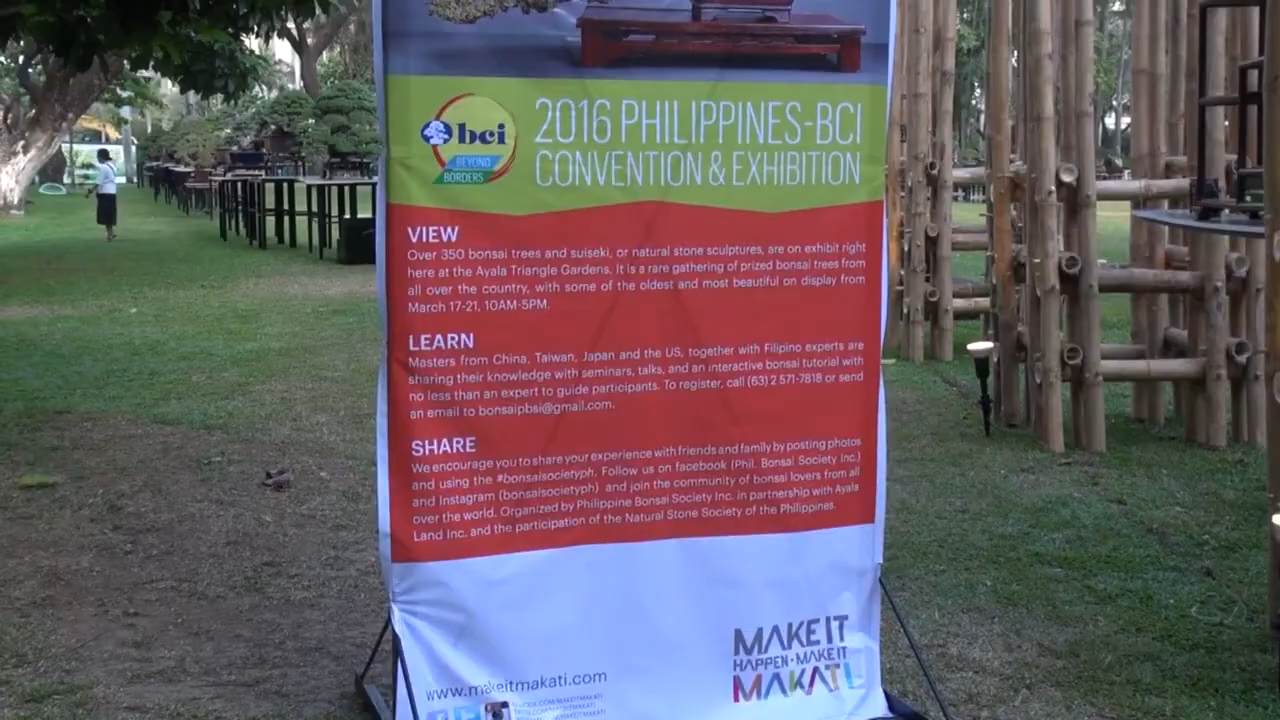 bci
BEYOND
BORDERS
2016 PHILIPPINES-BCI
CONVENTION & EXHIBITION
VIEW
Over 350 bonsai trees and suiseki, or natural stone sculptures, are on exhibit right
here at the Ayala Triangle Gardens. It is a rare gathering of prized bonsai trees from
all over the country, with some of the oldest and most beautiful on display from
March 17-21, 10AM-5PM.
LEARN
Masters from China, Taiwan, Japan and the US, together with Filipino experts are
sharing their knowledge with seminars, talks, and an interactive bonsai tutorial with
no less than an expert to guide participants. To register, call (63) 2 571-7818 or send
an email to bonsaipbsi@gmail.com.
SHARE
We encourage you to share your experience with friends and family by posting photos
and using the #bonsaisocietyph. Follow us on facebook (Phil. Bonsai Society Inc.)
and Instagram (bonsaisocietyph) and join the community of bonsai lovers from all
over the world. Organized by Philippine Bonsai Society Inc. in partnership with Ayala
Land Inc. and the participation of the Natural Stone Society of the Philippines.
MAKE IT
HAPPEN · MAKE IT
MAKATI
www.makeitmakati.com